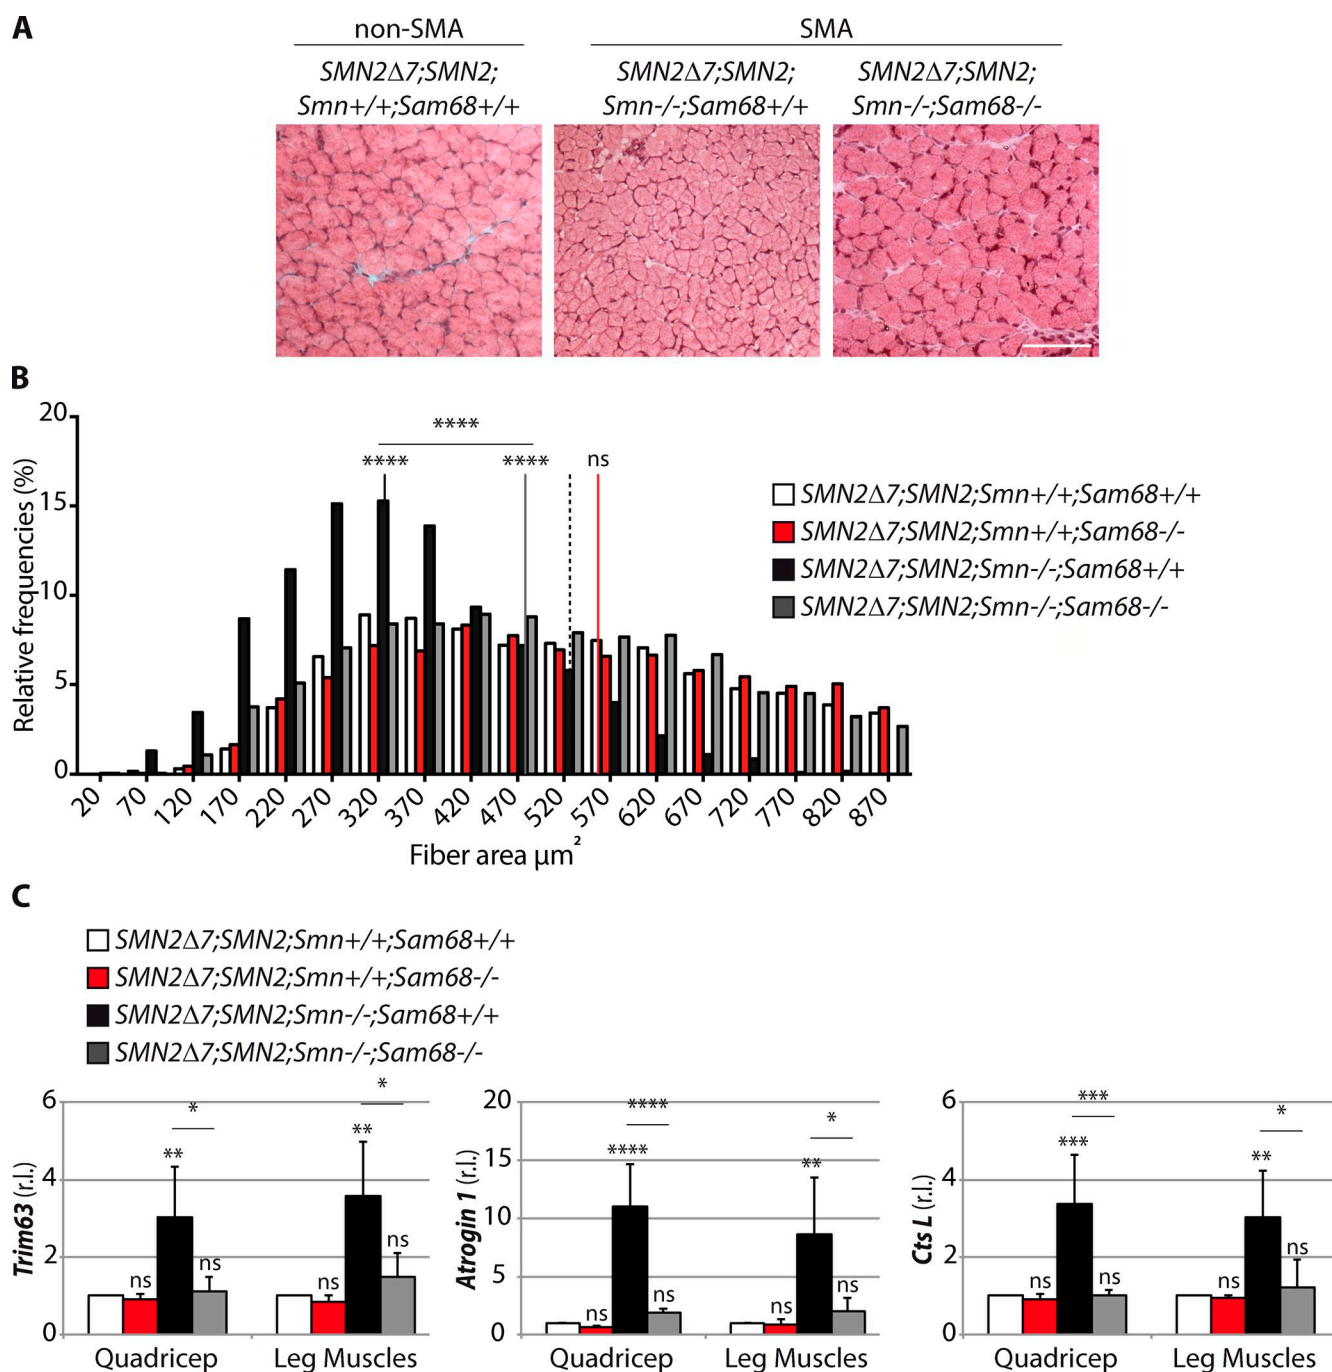 A
non-SMA
SMA
SMN2Δ7;SMN2;
Smn+/+;Sam68+/+
SMN2Δ7;SMN2;
Smn-/-;Sam68+/+
SMN2Δ7;SMN2;
Smn-/-;Sam68-/-
B
Relative frequencies (%)
20
15
10
5
0
****
****
****
ns
SMN2Δ7;SMN2;Smn+/+;Sam68+/+
SMN2Δ7;SMN2;Smn+/+;Sam68-/-
SMN2Δ7;SMN2;Smn-/-;Sam68+/+
SMN2Δ7;SMN2;Smn-/-;Sam68-/-
20 70 120 170 220 270 320 370 420 470 520 570 620 670 720 770 820 870
Fiber area µm²
C
SMN2Δ7;SMN2;Smn+/+;Sam68+/+
SMN2Δ7;SMN2;Smn+/+;Sam68-/-
SMN2Δ7;SMN2;Smn-/-;Sam68+/+
SMN2Δ7;SMN2;Smn-/-;Sam68-/-
Trim63 (r.l.)
6
4
2
0
*
**
ns
ns
*
**
ns
ns
Quadricep
Leg Muscles
Atrogin 1 (r.l.)
20
15
10
5
0
****
****
ns
ns
*
**
ns
ns
Quadricep
Leg Muscles
Cts L (r.l.)
6
4
2
0
***
***
ns
ns
*
**
ns
ns
Quadricep
Leg Muscles